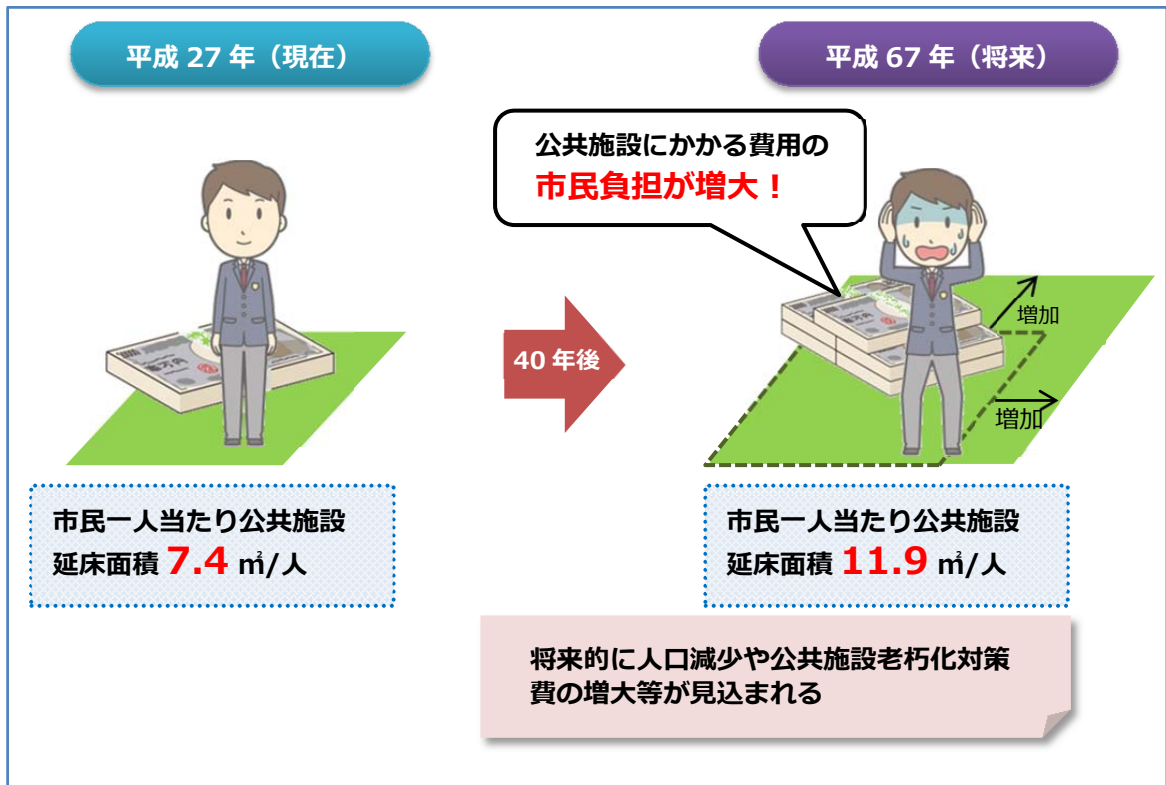 平成 27 年（現在）
平成 67 年（将来）
公共施設にかかる費用の
市民負担が増大！
増加
40 年後
増加
市民一人当たり公共施設
延床面積 7.4 ㎡/人
市民一人当たり公共施設
延床面積 11.9 ㎡/人
将来的に人口減少や公共施設老朽化対策
費の増大等が見込まれる